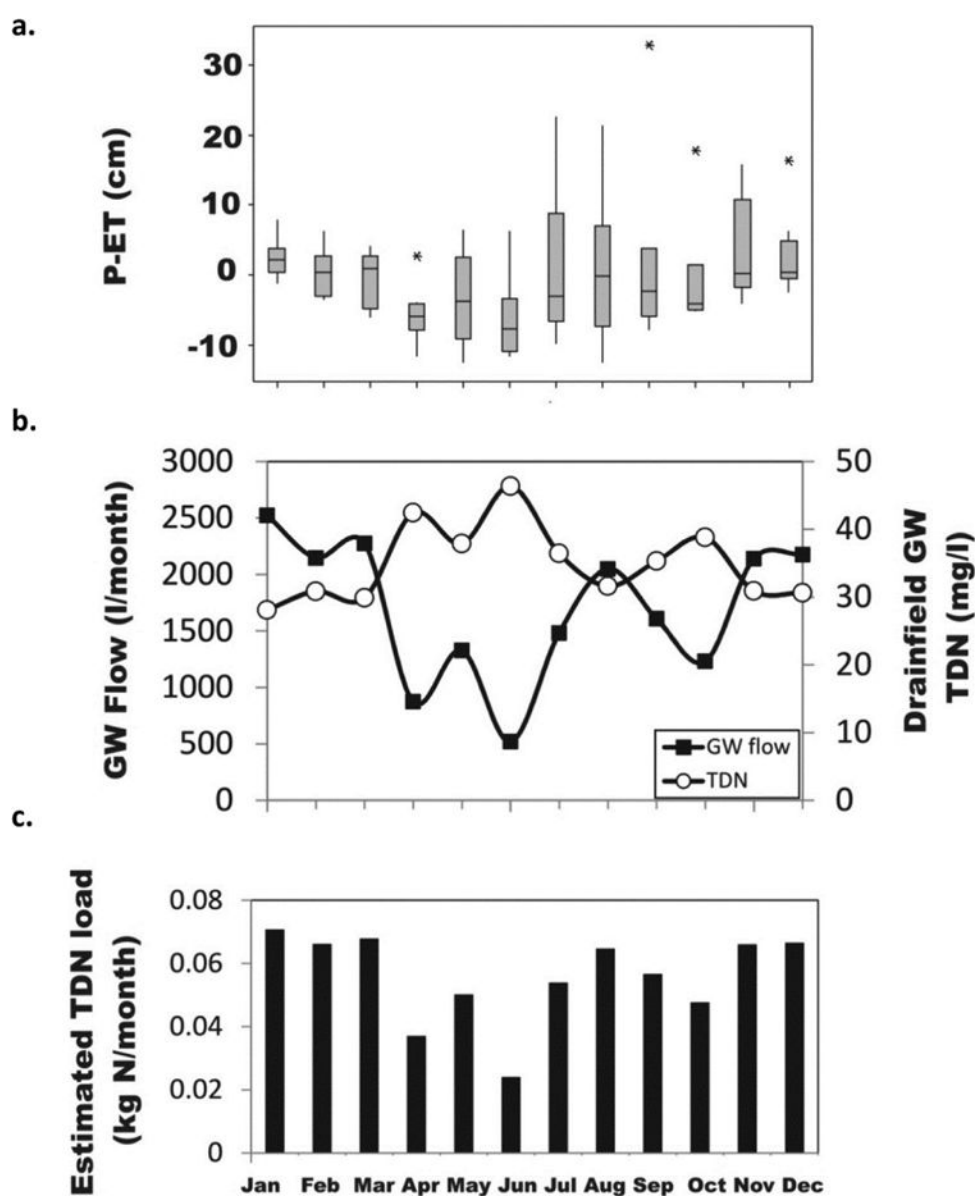 a.
P-ET (cm)
30
20
10
0
-10
b.
GW Flow (l/month)
3000
2500
2000
1500
1000
500
0
50
40
30
20
10
0
Drainfield GW
TDN (mg/l)
GW flow
TDN
c.
Estimated TDN load
(kg N/month)
0.08
0.06
0.04
0.02
0
Jan Feb Mar Apr May Jun Jul Aug Sep Oct Nov Dec